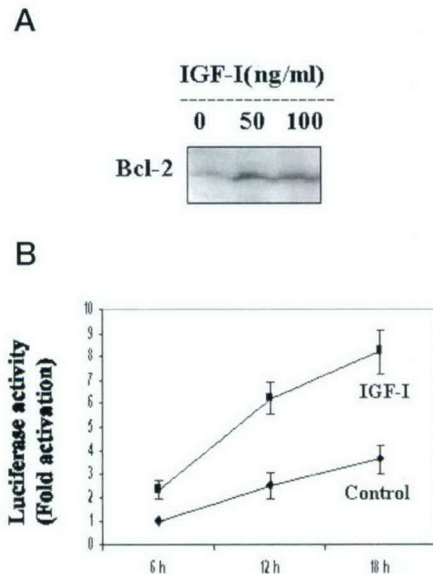 A
IGF-I(ng/ml)
0 50 100
Bcl-2
B
Luciferase activity
(Fold activation)
10
9
8
7
6
5
4
3
2
1
0
IGF-I
Control
6 h 12 h 18 h